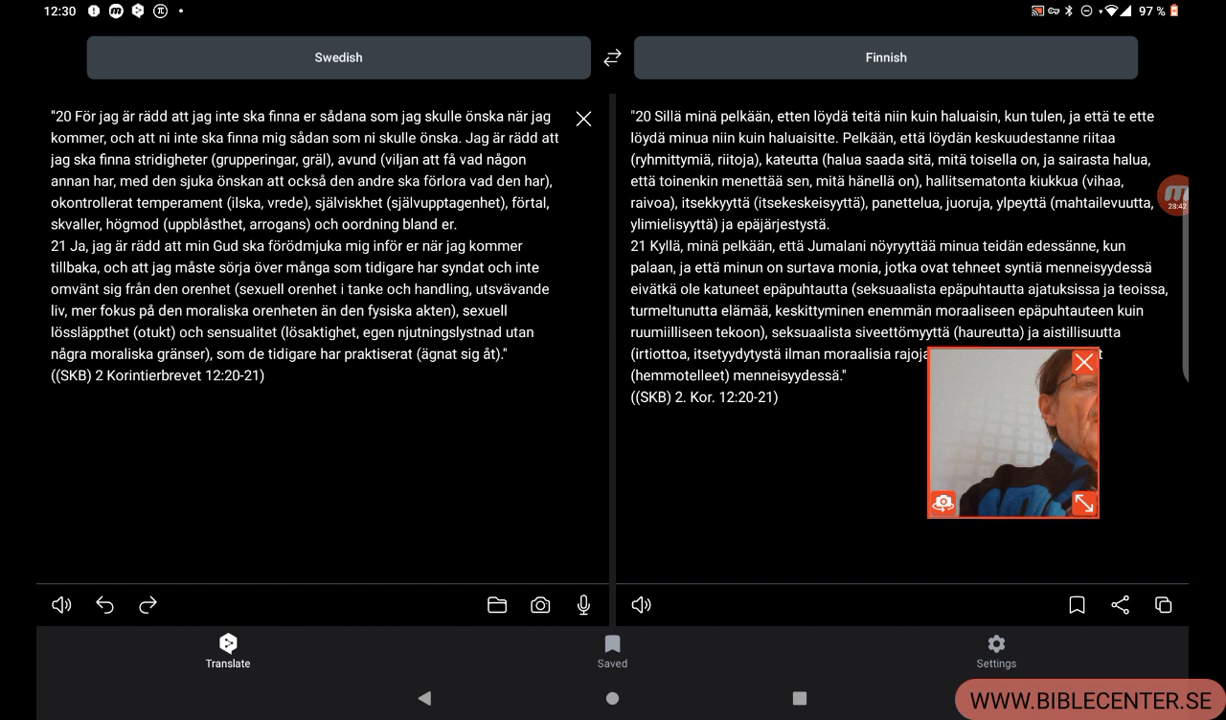 12:30
97 %
Swedish
Finnish
"20 För jag är rädd att jag inte ska finna er sådana som jag skulle önska när jag
kommer, och att ni inte ska finna mig sådan som ni skulle önska. Jag är rädd att
jag ska finna stridigheter (grupperingar, gräl), avund (viljan att få vad någon
annan har, med den sjuka önskan att också den andre ska förlora vad den har),
okontrollerat temperament (ilska, vrede), själviskhet (självupptagenhet), förtal,
skvaller, högmod (uppblåsthet, arrogans) och oordning bland er.
21 Ja, jag är rädd att min Gud ska förödmjuka mig inför er när jag kommer
tillbaka, och att jag måste sörja över många som tidigare har syndat och inte
omvänt sig från den orenhet (sexuell orenhet i tanke och handling, utsvävande
liv, mer fokus på den moraliska orenheten än den fysiska akten), sexuell
lössläppthet (otukt) och sensualitet (lösaktighet, egen njutningslystnad utan
några moraliska gränser), som de tidigare har praktiserat (ägnat sig åt)."
((SKB) 2 Korintierbrevet 12:20-21)
"20 Sillä minä pelkään, etten löydä teitä niin kuin haluaisin, kun tulen, ja että te ette
löydä minua niin kuin haluaisitte. Pelkään, että löydän keskuudestanne riitaa
(ryhmittymiä, riitoja), kateutta (halua saada sitä, mitä toisella on, ja sairasta halua,
että toinenkin menettää sen, mitä hänellä on), hallitsematonta kiukkua (vihaa,
raivoa), itsekkyyttä (itsekeskeisyyttä), panettelua, juoruja, ylpeyttä (mahtailevuutta,
ylimielisyyttä) ja epäjärjestystä.
21 Kyllä, minä pelkään, että Jumalani nöyryyttää minua teidän edessänne, kun
palaan, ja että minun on surtava monia, jotka ovat tehneet syntiä menneisyydessä
eivätkä ole katuneet epäpuhtautta (seksuaalista epäpuhtautta ajatuksissa ja teoissa,
turmeltunutta elämää, keskittyminen enemmän moraaliseen epäpuhtauteen kuin
ruumiilliseen tekoon), seksuaalista siveettömyyttä (haureutta) ja aistillisuutta
(irtiottoa, itsetyydytystä ilman moraalisia
(hemmotelleet) menneisyydessä."
((SKB) 2. Kor. 12:20-21)
28:42
Translate
Saved
Settings
WWW.BIBLECENTER.SE